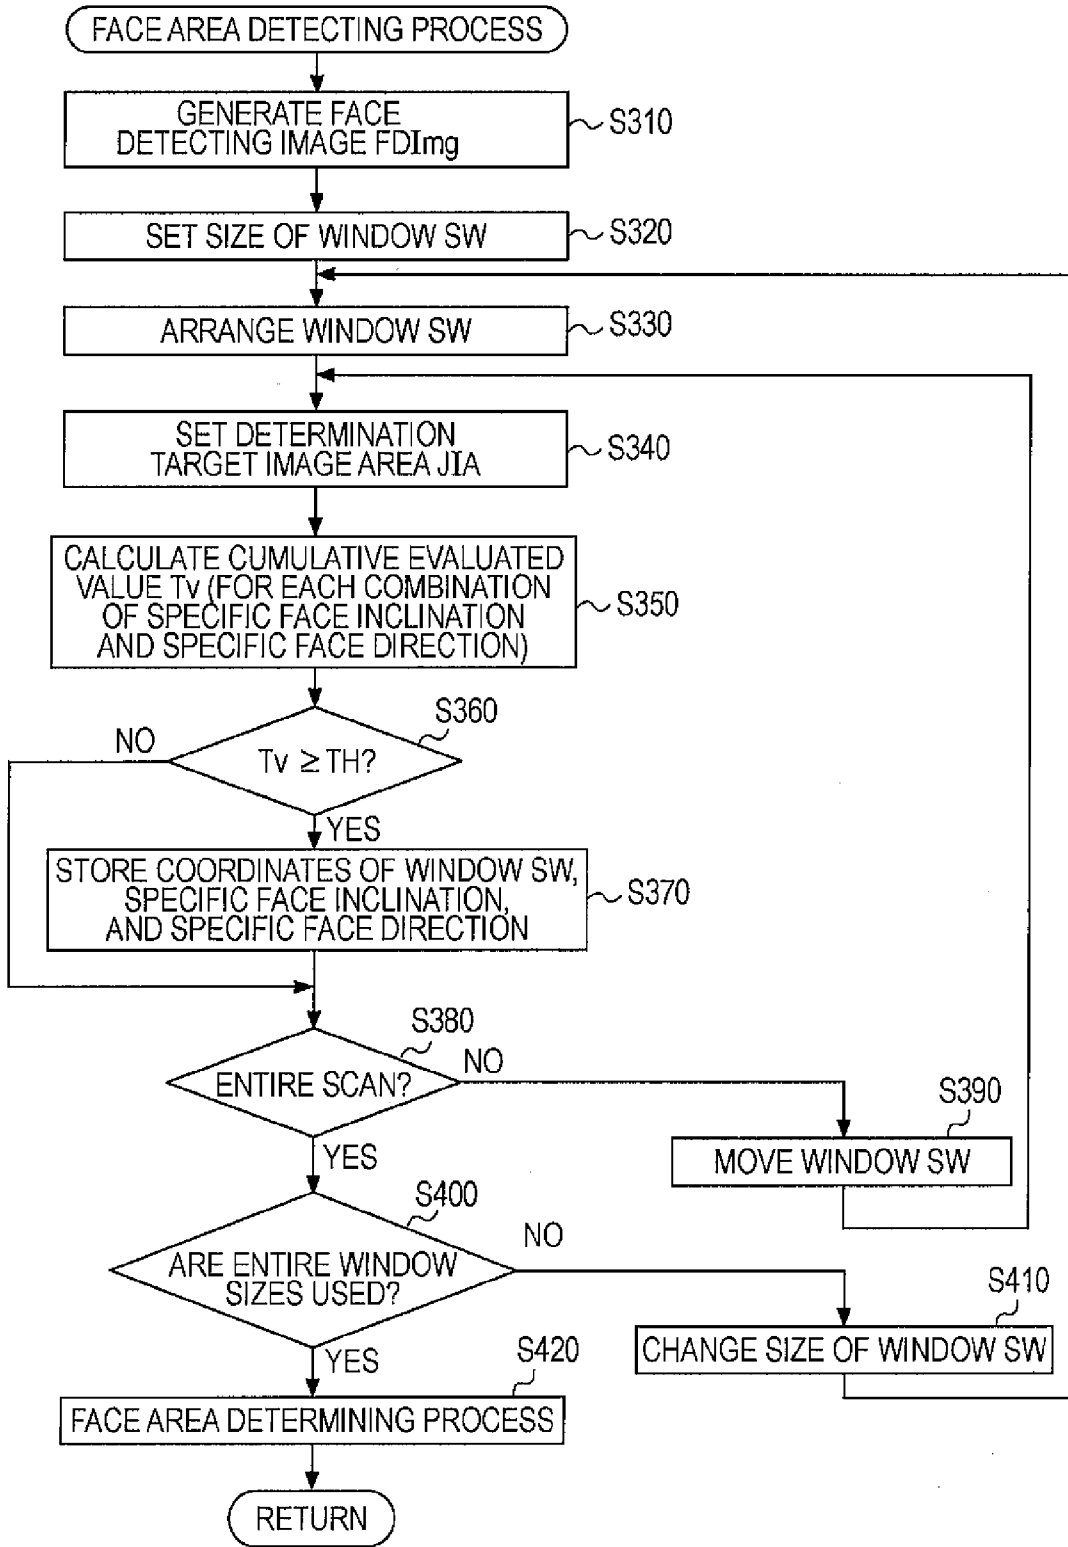 FACE AREA DETECTING PROCESS
GENERATE FACE
DETECTING IMAGE FDImg
S310
SET SIZE OF WINDOW SW
S320
ARRANGE WINDOW SW
S330
SET DETERMINATION
TARGET IMAGE AREA JIA
S340
CALCULATE CUMULATIVE EVALUATED
VALUE Tv (FOR EACH COMBINATION
OF SPECIFIC FACE INCLINATION
AND SPECIFIC FACE DIRECTION)
S350
S360
NO
Tv ≥ TH?
YES
STORE COORDINATES OF WINDOW SW,
SPECIFIC FACE INCLINATION,
AND SPECIFIC FACE DIRECTION
S370
S380
NO
ENTIRE SCAN?
S390
MOVE WINDOW SW
YES
S400
NO
ARE ENTIRE WINDOW
SIZES USED?
S410
CHANGE SIZE OF WINDOW SW
YES
S420
FACE AREA DETERMINING PROCESS
RETURN